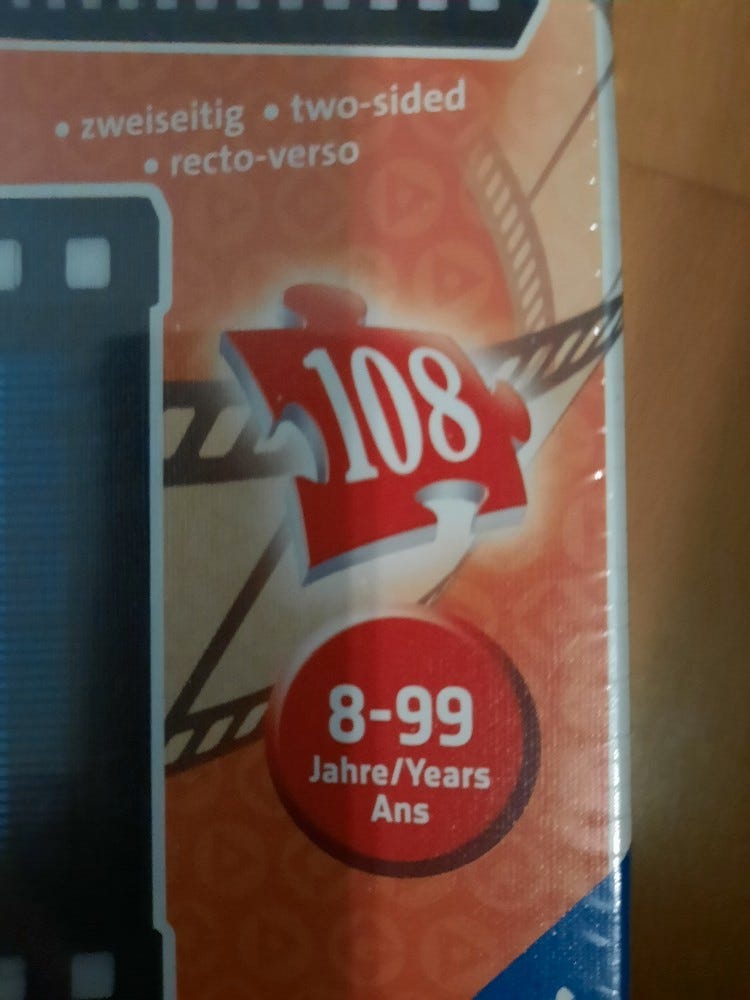 • zweiseitig • two-sided
• recto-verso
108
8-99
Jahre/Years
Ans